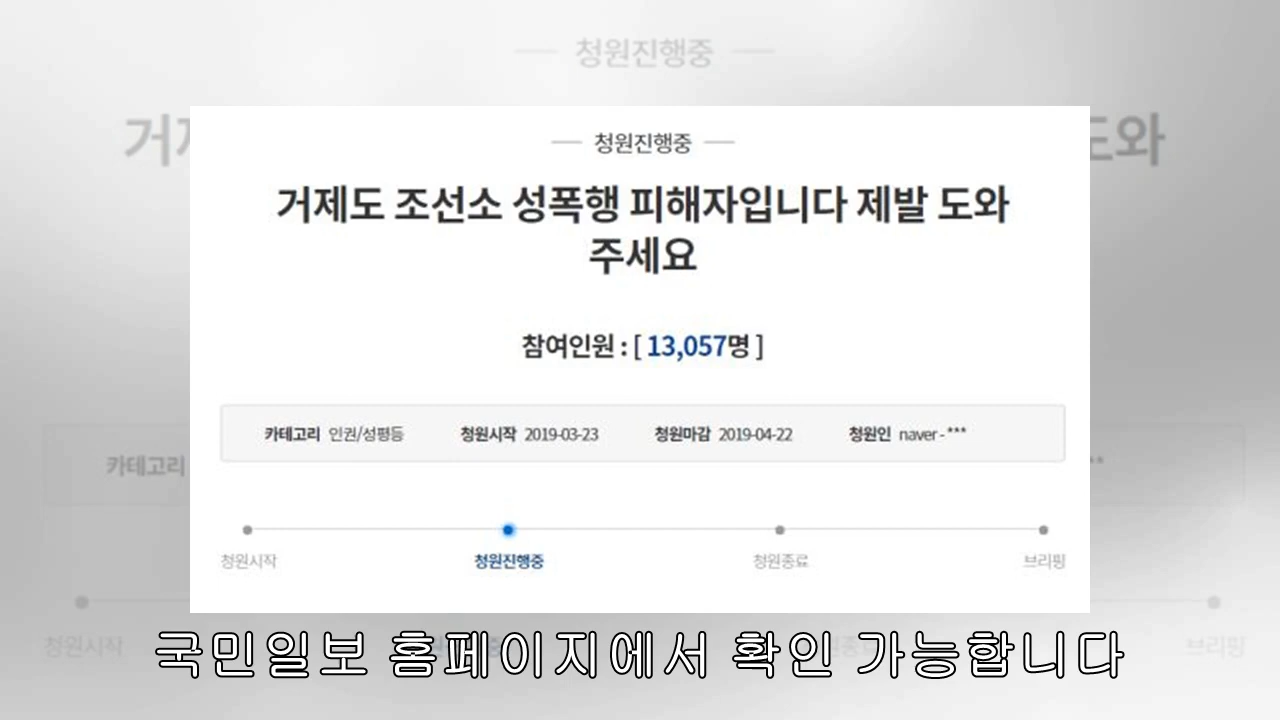 청원진행중
거제도 조선소 성폭행 피해자입니다 제발 도와
주세요
참여인원 : [ 13,057명 ]
카테고리 인권/성평등 청원시작 2019-03-23 청원마감 2019-04-22 청원인 naver - ***
청원시작 청원진행중 청원종료 브리핑
국민일보 홈페이지에서 확인 가능합니다